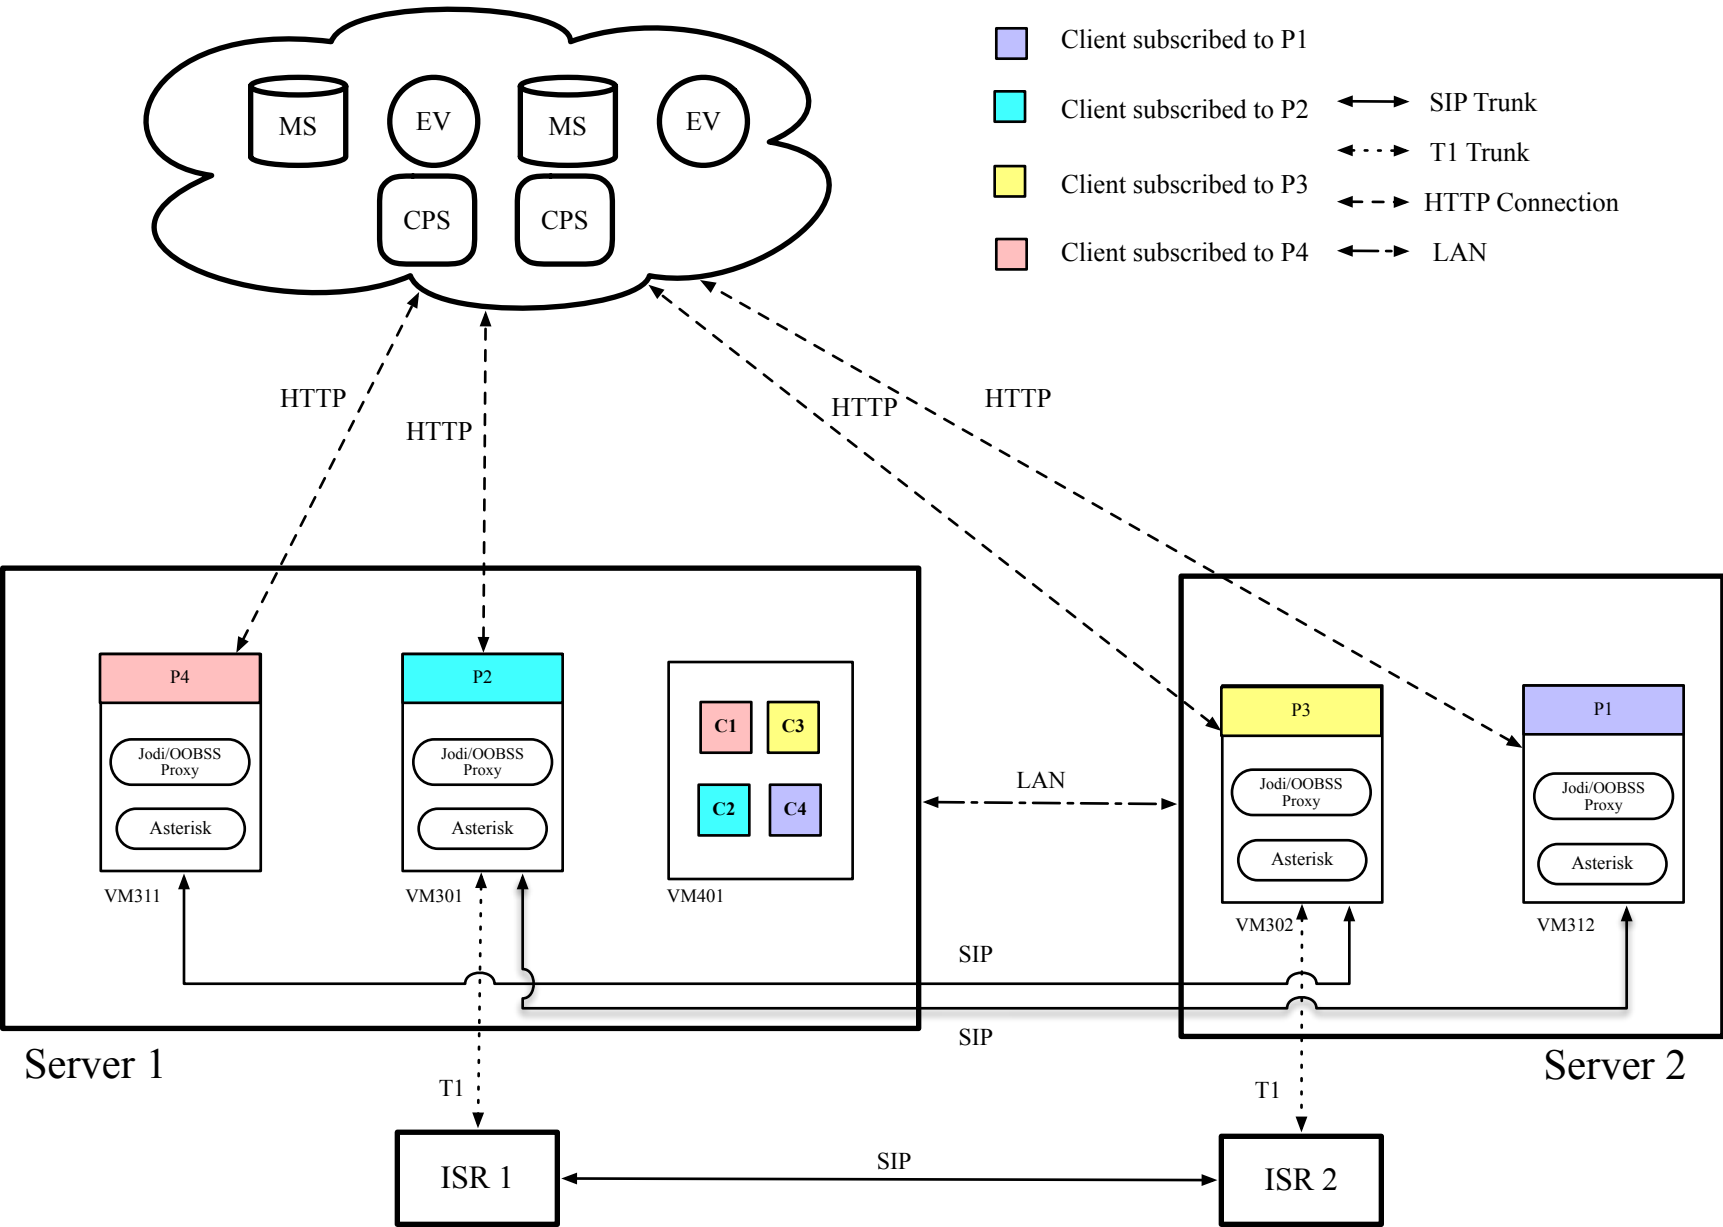 Client subscribed to P1
Client subscribed to P2
Client subscribed to P3
Client subscribed to P4
SIP Trunk
T1 Trunk
HTTP Connection
LAN
MS
EV
MS
EV
CPS
CPS
HTTP
HTTP
HTTP
HTTP
P4
Jodi/OOBSS
Proxy
Asterisk
VM311
P2
Jodi/OOBSS
Proxy
Asterisk
VM301
C1
C3
C2
C4
VM401
LAN
P3
Jodi/OOBSS
Proxy
Asterisk
VM302
P1
Jodi/OOBSS
Proxy
Asterisk
VM312
SIP
SIP
Server 1
Server 2
T1
T1
ISR 1
SIP
ISR 2